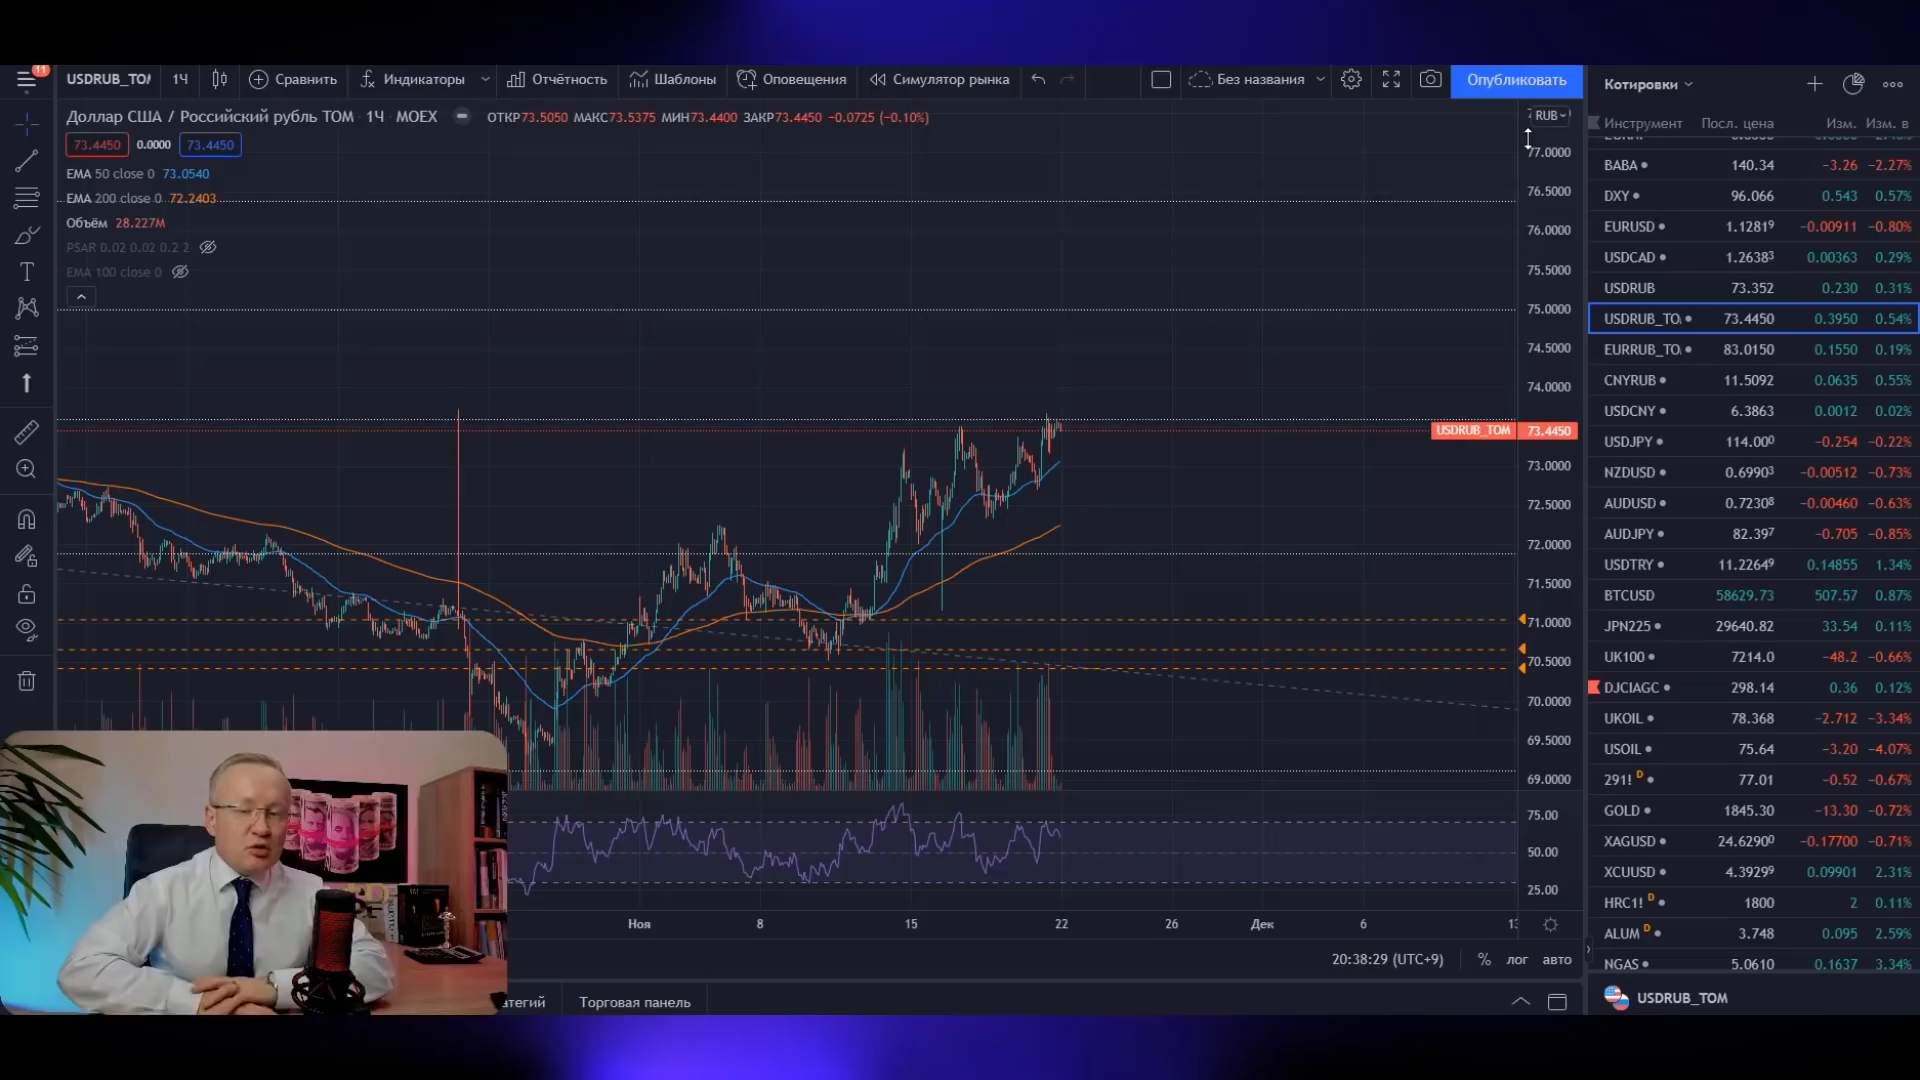 11
USDRUB_TO
1Ч
Сравнить
Индикаторы
Отчётность
Шаблоны
Оповещения
Симулятор рынка
Без названия
Опубликовать
Доллар США / Российский рубль ТОМ 1Ч MOEX
ОТКР73.5050 МАКС73.5375 МИН73.4400 ЗАКР73.4450 −0.0725 (−0.10%)
73.4450 0.0000 73.4450
EMA 50 close 0 73.0540
EMA 200 close 0 72.2403
Объём 28.227M
PSAR 0.02 0.02 0.2 2
EMA 100 close 0
RUB
77.0000
76.5000
76.0000
75.5000
75.0000
74.5000
74.0000
USDRUB_TOM 73.4450
73.0000
72.5000
72.0000
71.5000
71.0000
70.5000
70.0000
69.5000
69.0000
75.00
50.00
25.00
Ноя 8 15 22 26 Дек 6
20:38:29 (UTC+9) % лог авто
Торговая панель
Котировки
Инструмент Посл. цена Изм. Изм. в
BABA 140.34 −3.26 −2.27%
DXY 96.066 0.543 0.57%
EURUSD 1.12819 −0.00911 −0.80%
USDCAD 1.26383 0.00363 0.29%
USDRUB 73.352 0.230 0.31%
USDRUB_TO 73.4450 0.3950 0.54%
EURRUB_TO 83.0150 0.1550 0.19%
CNYRUB 11.5092 0.0635 0.55%
USDCNY 6.3863 0.0012 0.02%
USDJPY 114.000 −0.254 −0.22%
NZDUSD 0.69903 −0.00512 −0.73%
AUDUSD 0.72308 −0.00460 −0.63%
AUDJPY 82.397 −0.705 −0.85%
USDTRY 11.22649 0.14855 1.34%
BTCUSD 58629.73 507.57 0.87%
JPN225 29640.82 33.54 0.11%
UK100 7214.0 −48.2 −0.66%
DJCIAGC 298.14 0.36 0.12%
UKOIL 78.368 −2.712 −3.34%
USOIL 75.64 −3.20 −4.07%
291! D 77.01 −0.52 −0.67%
GOLD 1845.30 −13.30 −0.72%
XAGUSD 24.62900 −0.17700 −0.71%
XCUUSD 4.39299 0.09901 2.31%
HRC1! D 1800 2 0.11%
ALUM D 3.748 0.095 2.59%
NGAS 5.0610 0.1637 3.34%
USDRUB_TOM